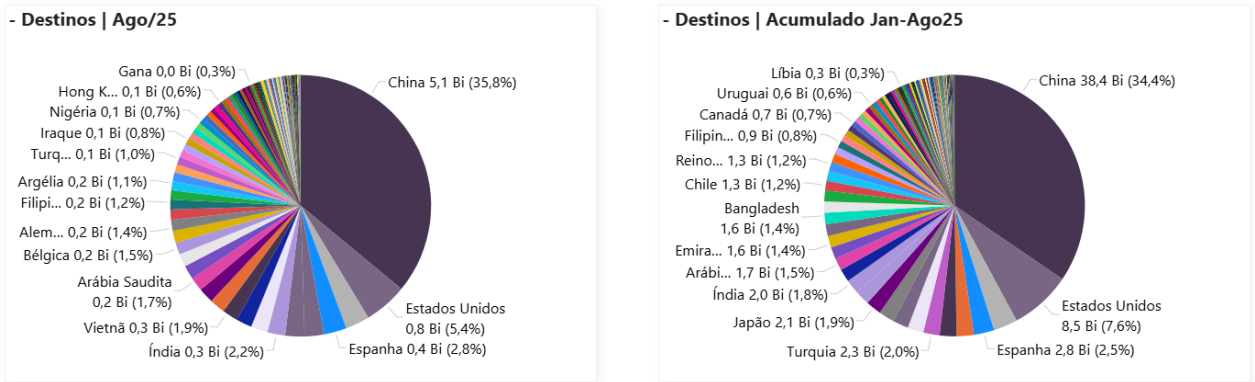 - Destinos | Ago/25
Gana 0,0 Bi (0,3%)
Hong K... 0,1 Bi (0,6%)
Nigéria 0,1 Bi (0,7%)
Iraque 0,1 Bi (0,8%)
Turq... 0,1 Bi (1,0%)
Argélia 0,2 Bi (1,1%)
Filipi... 0,2 Bi (1,2%)
Alem... 0,2 Bi (1,4%)
Bélgica 0,2 Bi (1,5%)
Arábia Saudita
0,2 Bi (1,7%)
Vietnã 0,3 Bi (1,9%)
Índia 0,3 Bi (2,2%)
Espanha 0,4 Bi (2,8%)
Estados Unidos
0,8 Bi (5,4%)
China 5,1 Bi (35,8%)
- Destinos | Acumulado Jan-Ago25
Líbia 0,3 Bi (0,3%)
Uruguai 0,6 Bi (0,6%)
Canadá 0,7 Bi (0,7%)
Filipin... 0,9 Bi (0,8%)
Reino... 1,3 Bi (1,2%)
Chile 1,3 Bi (1,2%)
Bangladesh
1,6 Bi (1,4%)
Emira... 1,6 Bi (1,4%)
Arábi... 1,7 Bi (1,5%)
Índia 2,0 Bi (1,8%)
Japão 2,1 Bi (1,9%)
Turquia 2,3 Bi (2,0%)
Espanha 2,8 Bi (2,5%)
Estados Unidos
8,5 Bi (7,6%)
China 38,4 Bi (34,4%)